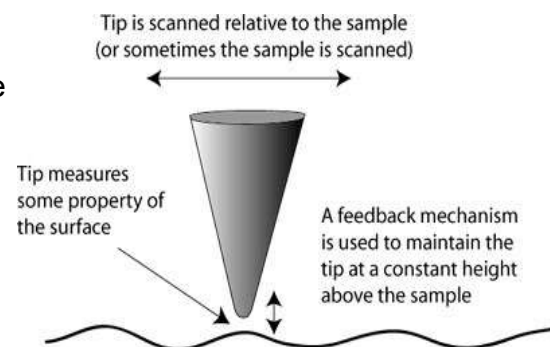 Tip is scanned relative to the sample
(or sometimes the sample is scanned)
e
Tip measures
some property of
the surface
A feedback mechanism
is used to maintain the
tip at a constant height
above the sample